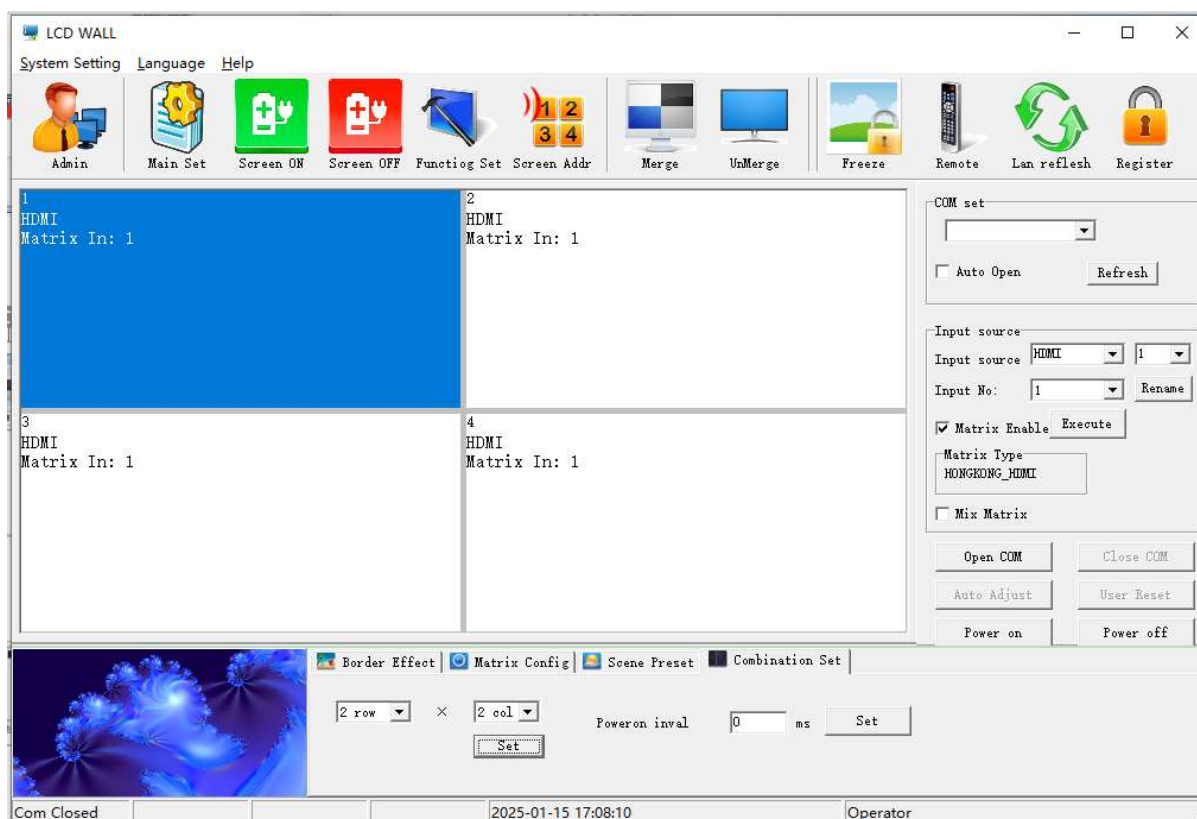 LCD WALL
System Setting Language Help
1 2
3 4
Admin Main Set Screen ON Screen OFF Functiog Set Screen Addr Merge UnMerge Freeze Remote Lan reflesh Register
1
HDMI
Matrix In: 1
2
HDMI
Matrix In: 1
3
HDMI
Matrix In: 1
4
HDMI
Matrix In: 1
COM set
Auto Open Refresh
Input source
Input source HDMI 1
Input No: 1 Rename
Matrix Enable Execute
Matrix Type
HONGKONG_HDMI
Mix Matrix
Open COM Close COM
Auto Adjust User Reset
Power on Power off
Border Effect Matrix Config Scene Preset Combination Set
2 row × 2 col Poweron inval 0 ms Set
Set
Com Closed 2025-01-15 17:08:10 Operator